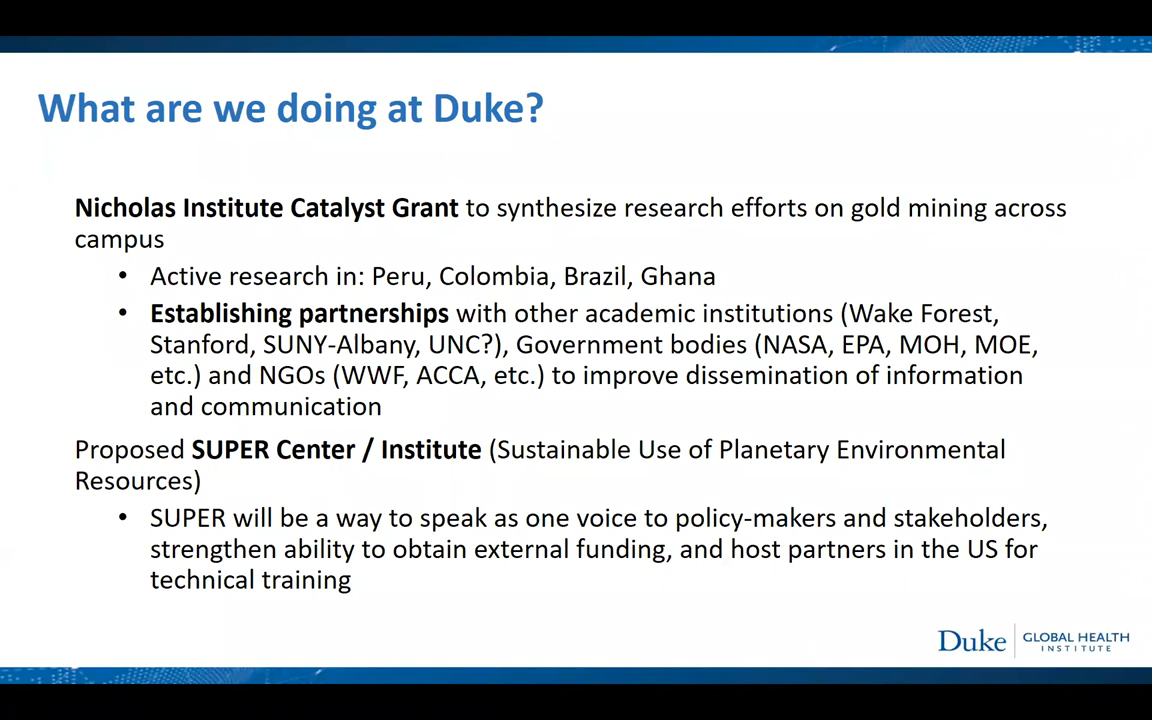 What are we doing at Duke?
Nicholas Institute Catalyst Grant to synthesize research efforts on gold mining across
campus
• Active research in: Peru, Colombia, Brazil, Ghana
• Establishing partnerships with other academic institutions (Wake Forest,
Stanford, SUNY-Albany, UNC?), Government bodies (NASA, EPA, MOH, MOE,
etc.) and NGOs (WWF, ACCA, etc.) to improve dissemination of information
and communication
Proposed SUPER Center / Institute (Sustainable Use of Planetary Environmental
Resources)
• SUPER will be a way to speak as one voice to policy-makers and stakeholders,
strengthen ability to obtain external funding, and host partners in the US for
technical training
Duke GLOBAL HEALTH
INSTITUTE